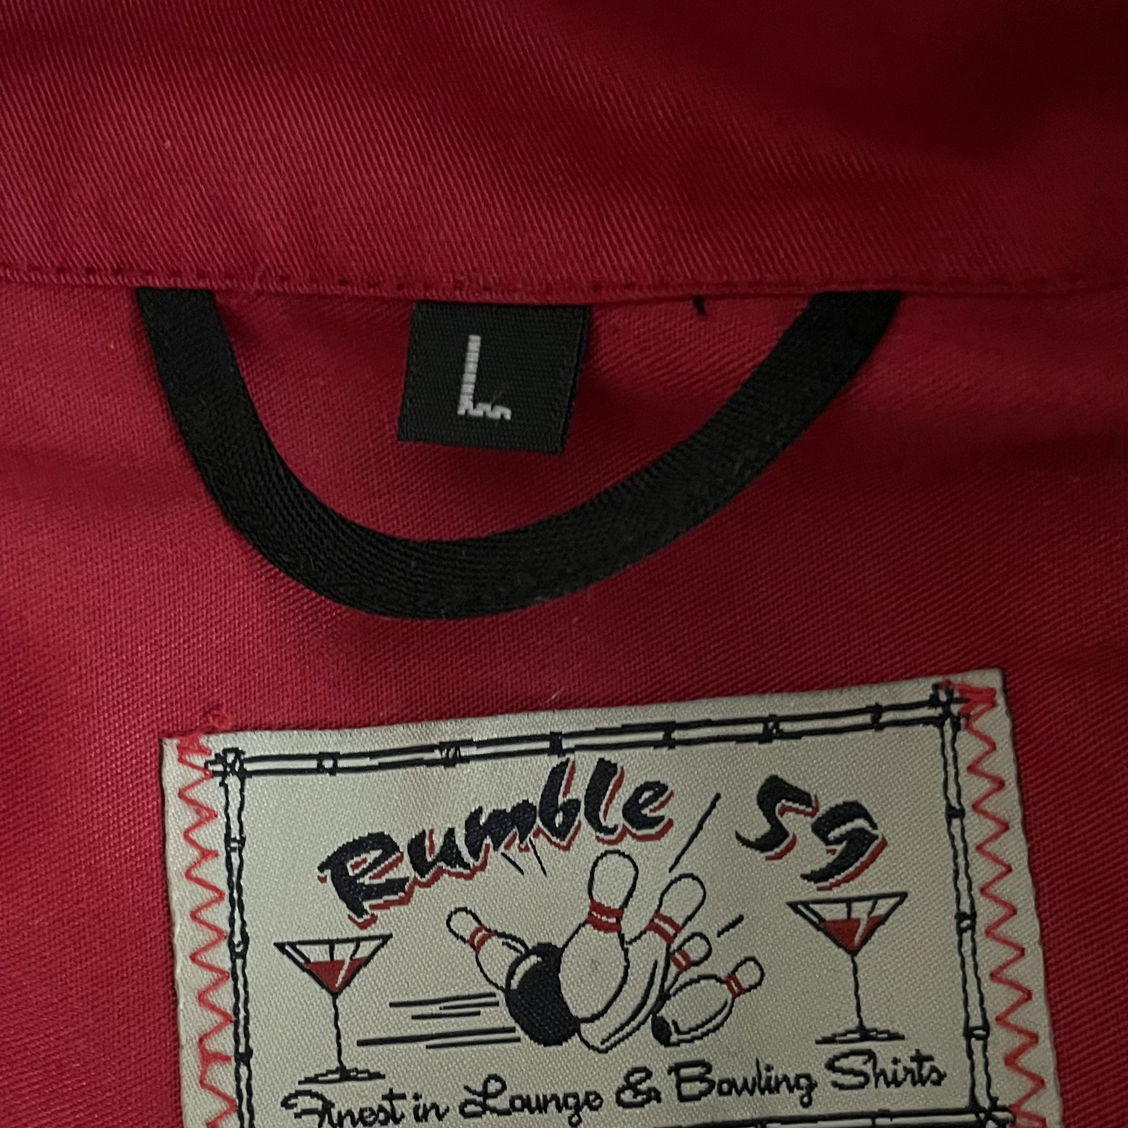 L
Rumble 59
Finest in Lounge & Bowling Shirts